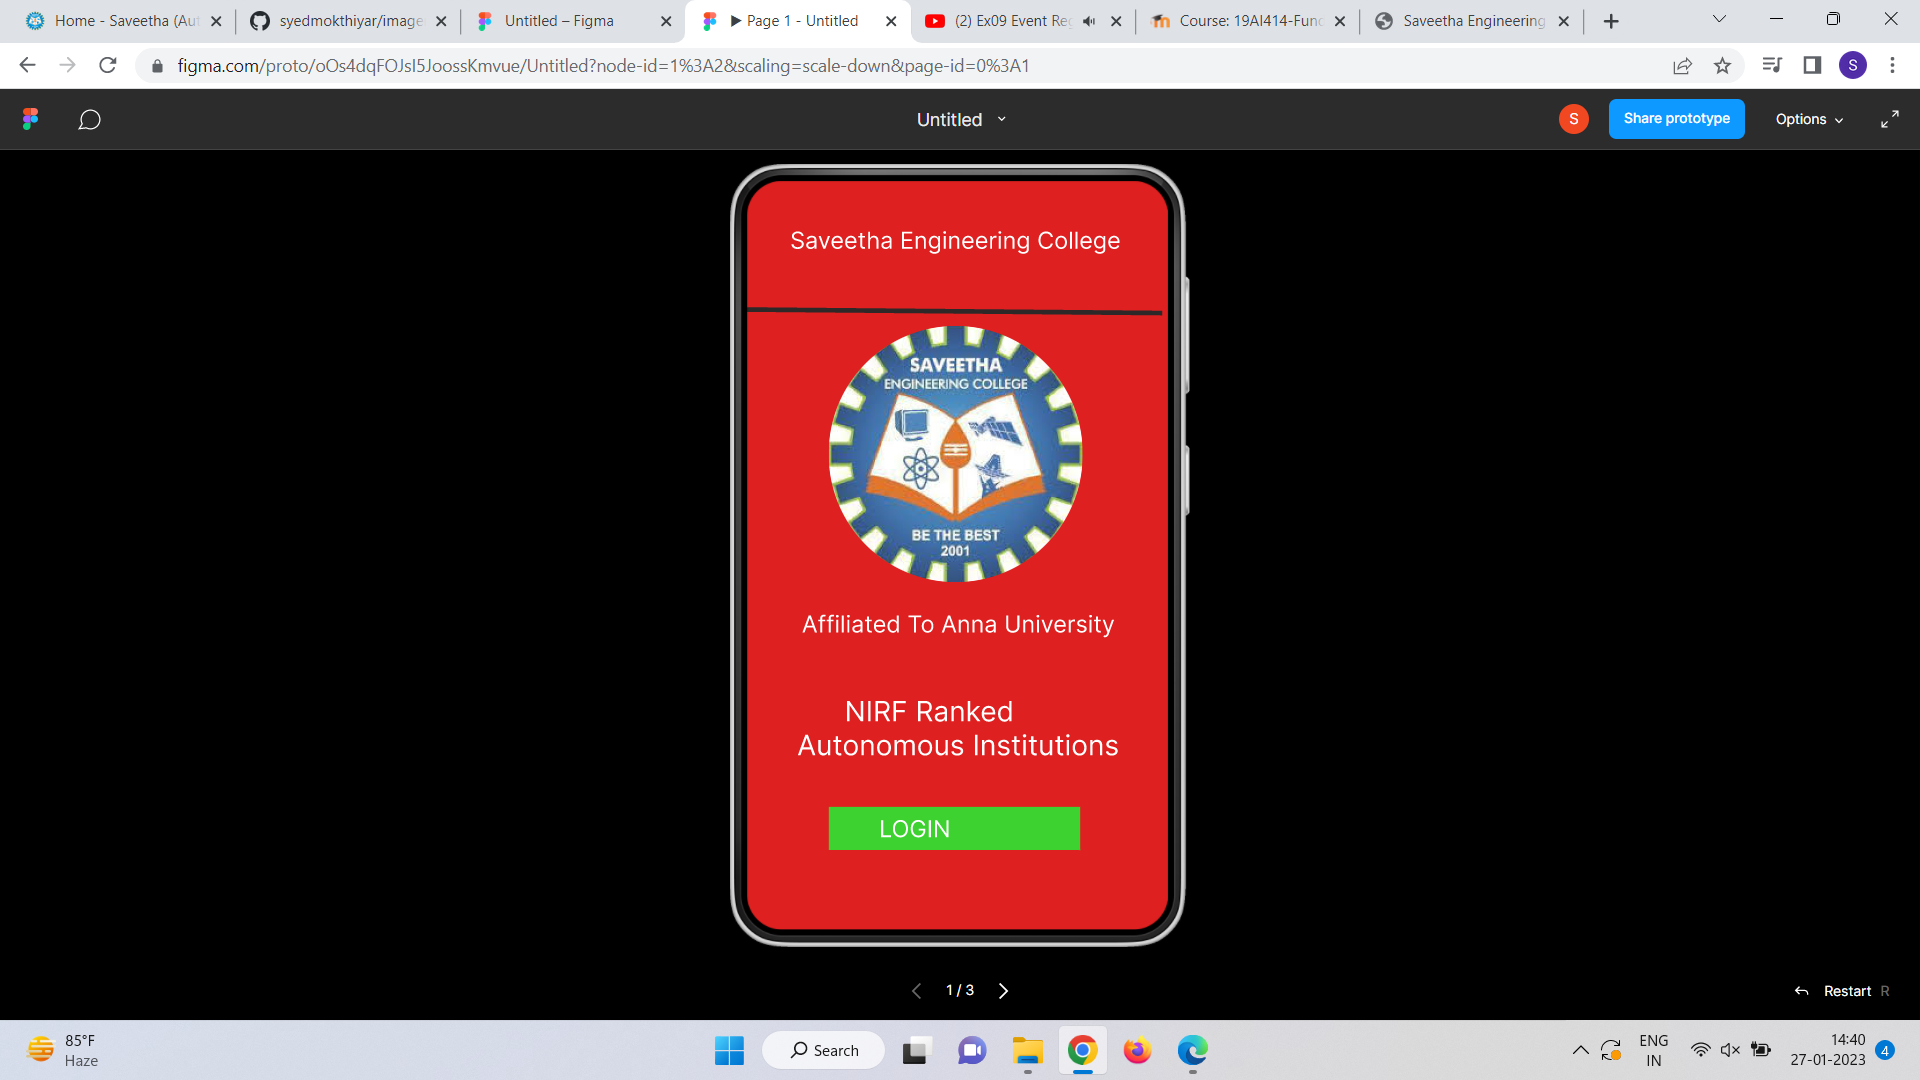 Home - Saveetha (Aut
syedmokthiyar/image
Untitled – Figma
▶ Page 1 - Untitled
(2) Ex09 Event Reg
Course: 19AI414-Fund
Saveetha Engineering
figma.com/proto/oOs4dqFOJsI5JoossKmvue/Untitled?node-id=1%3A2&scaling=scale-down&page-id=0%3A1
S
Untitled
S
Share prototype
Options
Saveetha Engineering College
SAVEETHA
ENGINEERING COLLEGE
BE THE BEST
2001
Affiliated To Anna University
NIRF Ranked
Autonomous Institutions
LOGIN
1 / 3
Restart R
85°F
Haze
Search
ENG
IN
14:40
27-01-2023
4